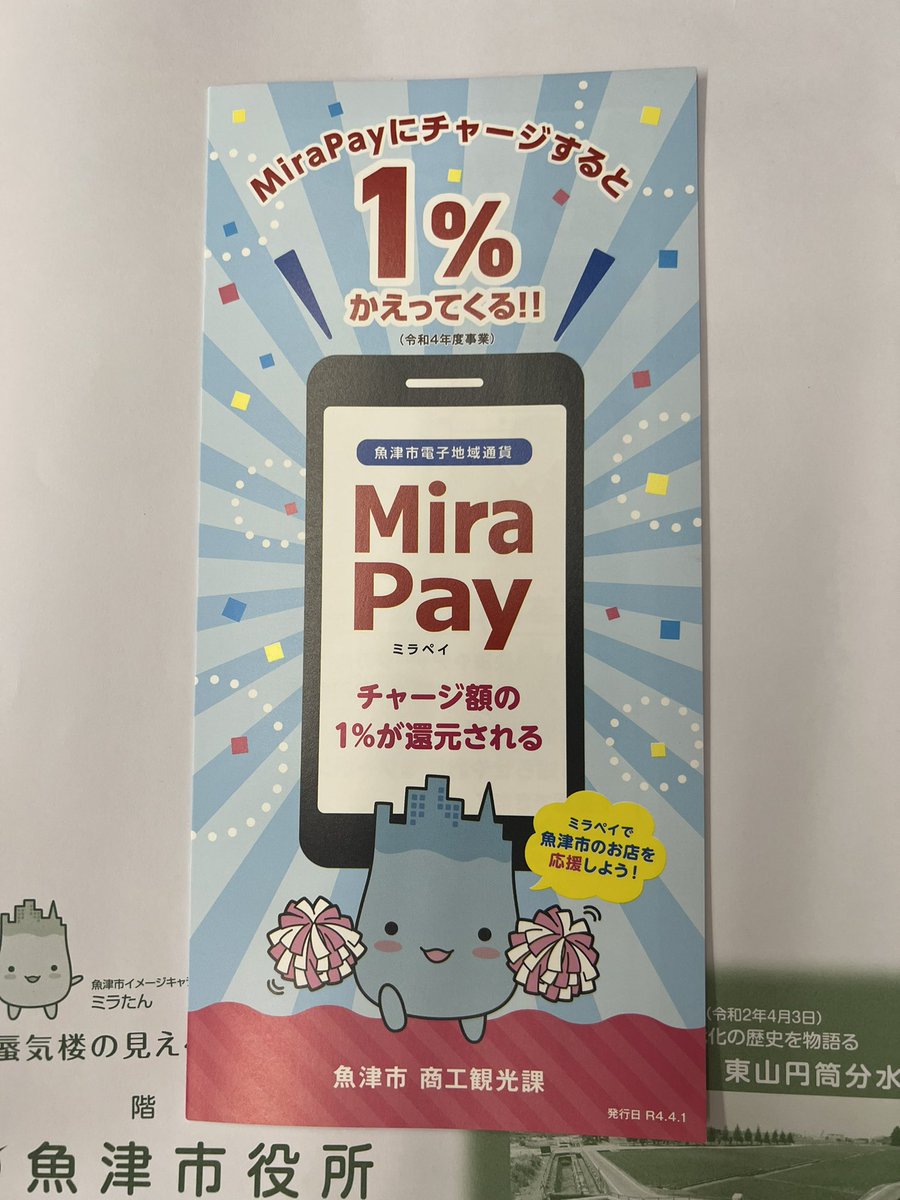 MiraPayにチャージすると
1%
かえってくる!!
(令和4年度事業)
魚津市電子地域通貨
Mira
Pay
ミラペイ
チャージ額の
1%が還元される
ミラペイで
魚津市のお店を
応援しよう!
魚津市 商工観光課
発行日 R4.4.1
魚津市イメージキャラ
ミラたん
蜃気楼の見え
階
魚津市役所
(令和2年4月3日)
化の歴史を物語る
東山円筒分水